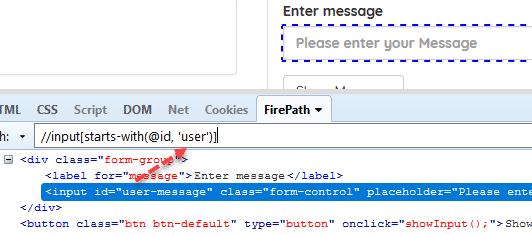 Enter message
Please enter your Message
Show Message
HTML CSS Script DOM Net Cookies FirePath ▼
//input[starts-with(@id, 'user')]
<div class="form-group">
<label for="message">Enter message</label>
<input id="user-message" class="form-control" placeholder="Please ente
</div>
<button class="btn btn-default" type="button" onclick="showInput();">Show